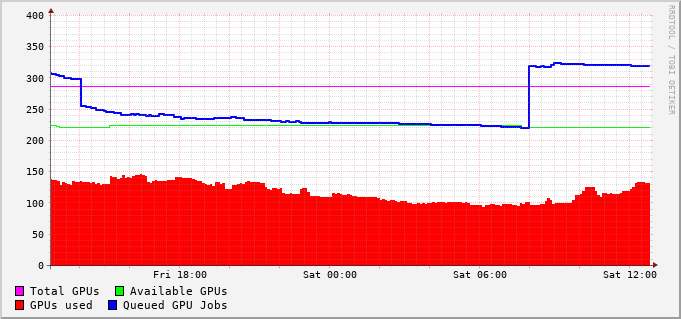 400
350
300
250
200
150
100
50
0
Fri 18:00 Sat 00:00 Sat 06:00 Sat 12:00
Total GPUs Available GPUs
GPUs used Queued GPU Jobs
RRDTOOL / TOBI OETIKER